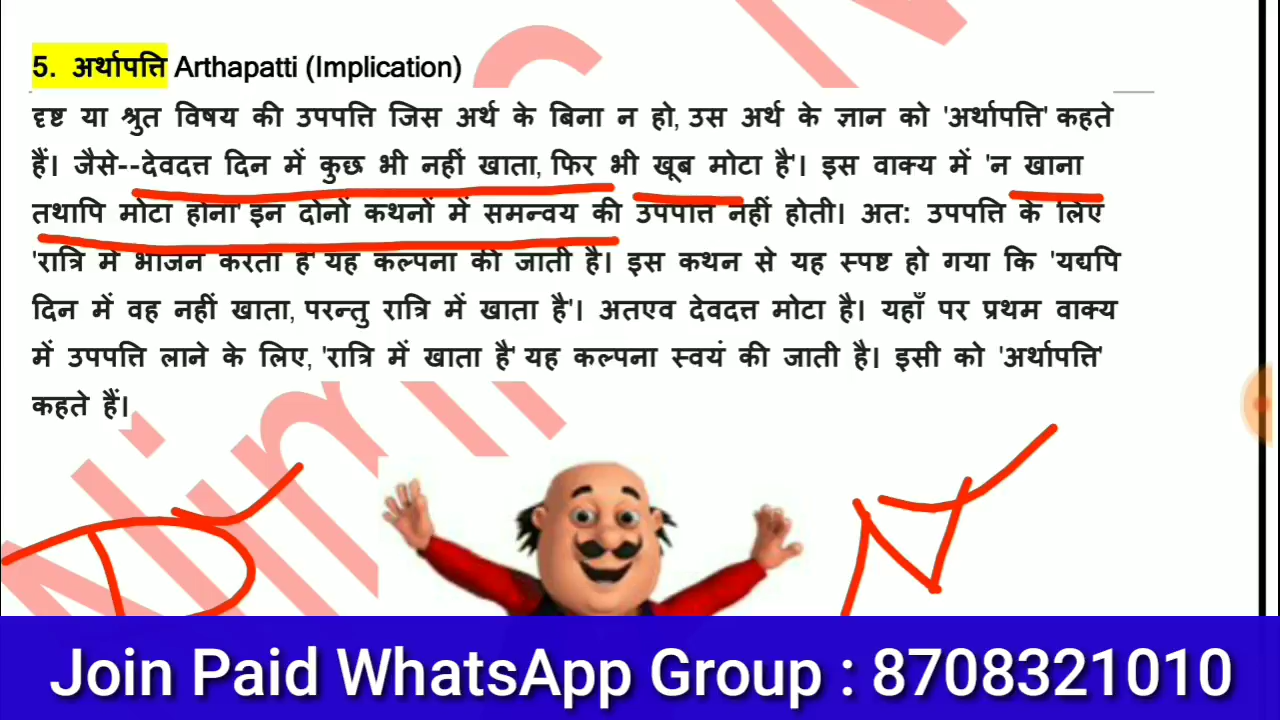 5. अर्थापत्ति Arthapatti (Implication)
दृष्ट या श्रुत विषय की उपपत्ति जिस अर्थ के बिना न हो, उस अर्थ के ज्ञान को 'अर्थापत्ति' कहते
हैं। जैसे--देवदत्त दिन में कुछ भी नहीं खाता, फिर भी खूब मोटा है'। इस वाक्य में 'न खाना
तथापि मोटा होना' इन दोनों कथनों में समन्वय की उपपत्ति नहीं होती। अत: उपपत्ति के लिए
'रात्रि में भोजन करता है' यह कल्पना की जाती है। इस कथन से यह स्पष्ट हो गया कि 'यद्यपि
दिन में वह नहीं खाता, परन्तु रात्रि में खाता है'। अतएव देवदत्त मोटा है। यहाँ पर प्रथम वाक्य
में उपपत्ति लाने के लिए, 'रात्रि में खाता है' यह कल्पना स्वयं की जाती है। इसी को 'अर्थापत्ति'
कहते हैं।
D N
Join Paid WhatsApp Group : 8708321010